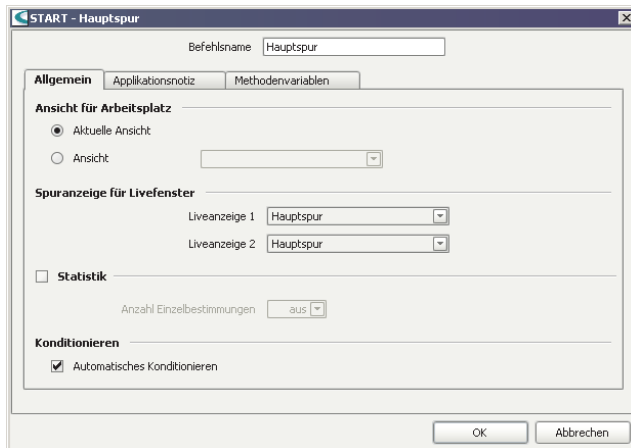 START - Hauptspur
Befehlsname Hauptspur
Allgemein Applikationsnotiz Methodenvariablen
Ansicht für Arbeitsplatz
Aktuelle Ansicht
Ansicht
Spuranzeige für Livefenster
Liveanzeige 1 Hauptspur
Liveanzeige 2 Hauptspur
Statistik
Anzahl Einzelbestimmungen aus
Konditionieren
Automatisches Konditionieren
OK Abbrechen